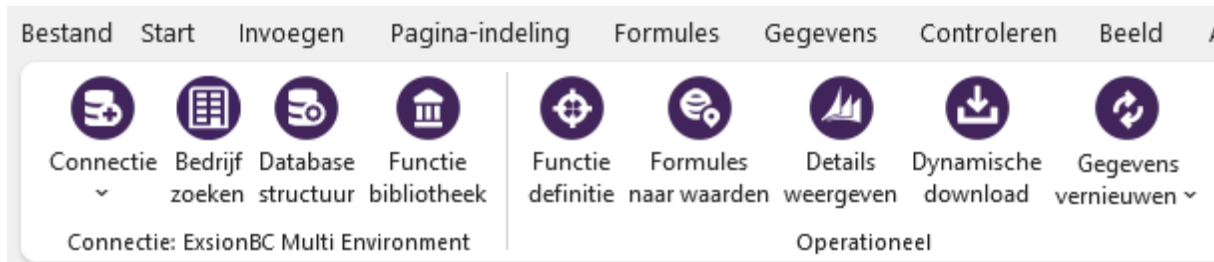 Bestand Start Invoegen Pagina-indeling Formules Gegevens Controleren Beeld
Connectie Bedrijf Database Functie Functie Formules Details Dynamische Gegevens
zoeken structuur bibliotheek definitie naar waarden weergeven download vernieuwen
Connectie: ExsionBC Multi Environment Operationeel